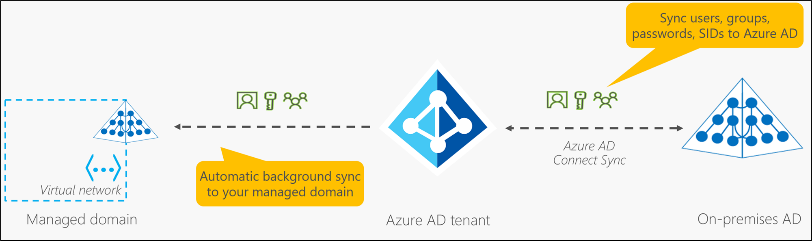 Sync users, groups,
passwords, SIDs to Azure AD
Azure AD
Connect Sync
Automatic background sync
to your managed domain
Virtual network
Managed domain
Azure AD tenant
On-premises AD